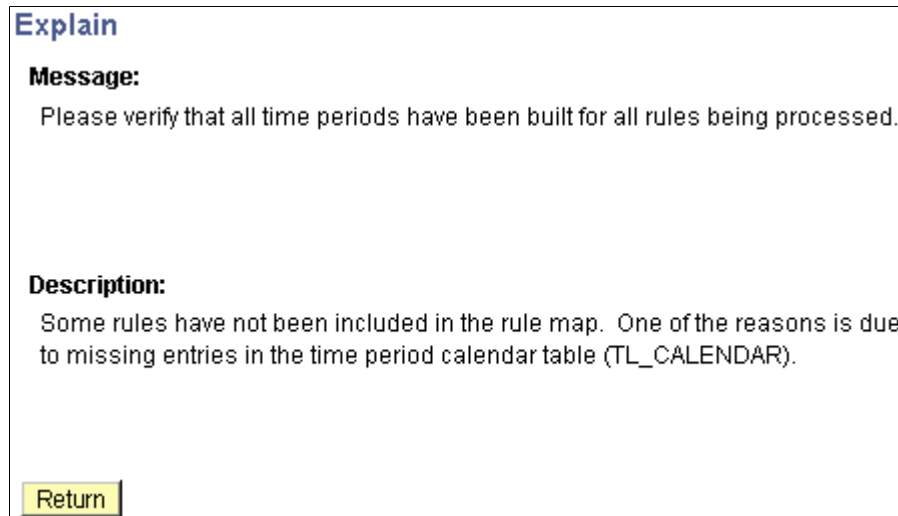 Explain
Message:
Please verify that all time periods have been built for all rules being processed.
Description:
Some rules have not been included in the rule map.  One of the reasons is due
to missing entries in the time period calendar table (TL_CALENDAR).
Return